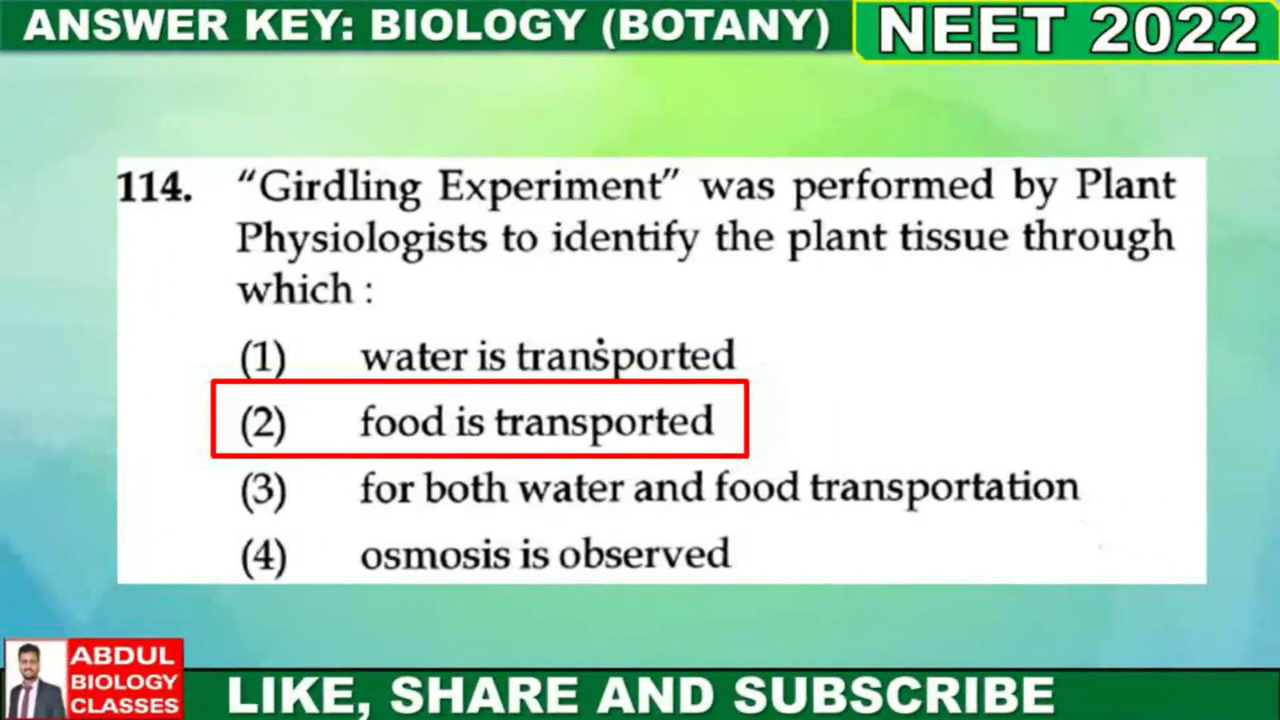 ANSWER KEY: BIOLOGY (BOTANY)
NEET 2022
114. "Girdling Experiment" was performed by Plant
Physiologists to identify the plant tissue through
which :
(1) water is transported
(2) food is transported
(3) for both water and food transportation
(4) osmosis is observed
ABDUL
BIOLOGY
CLASSES
LIKE, SHARE AND SUBSCRIBE